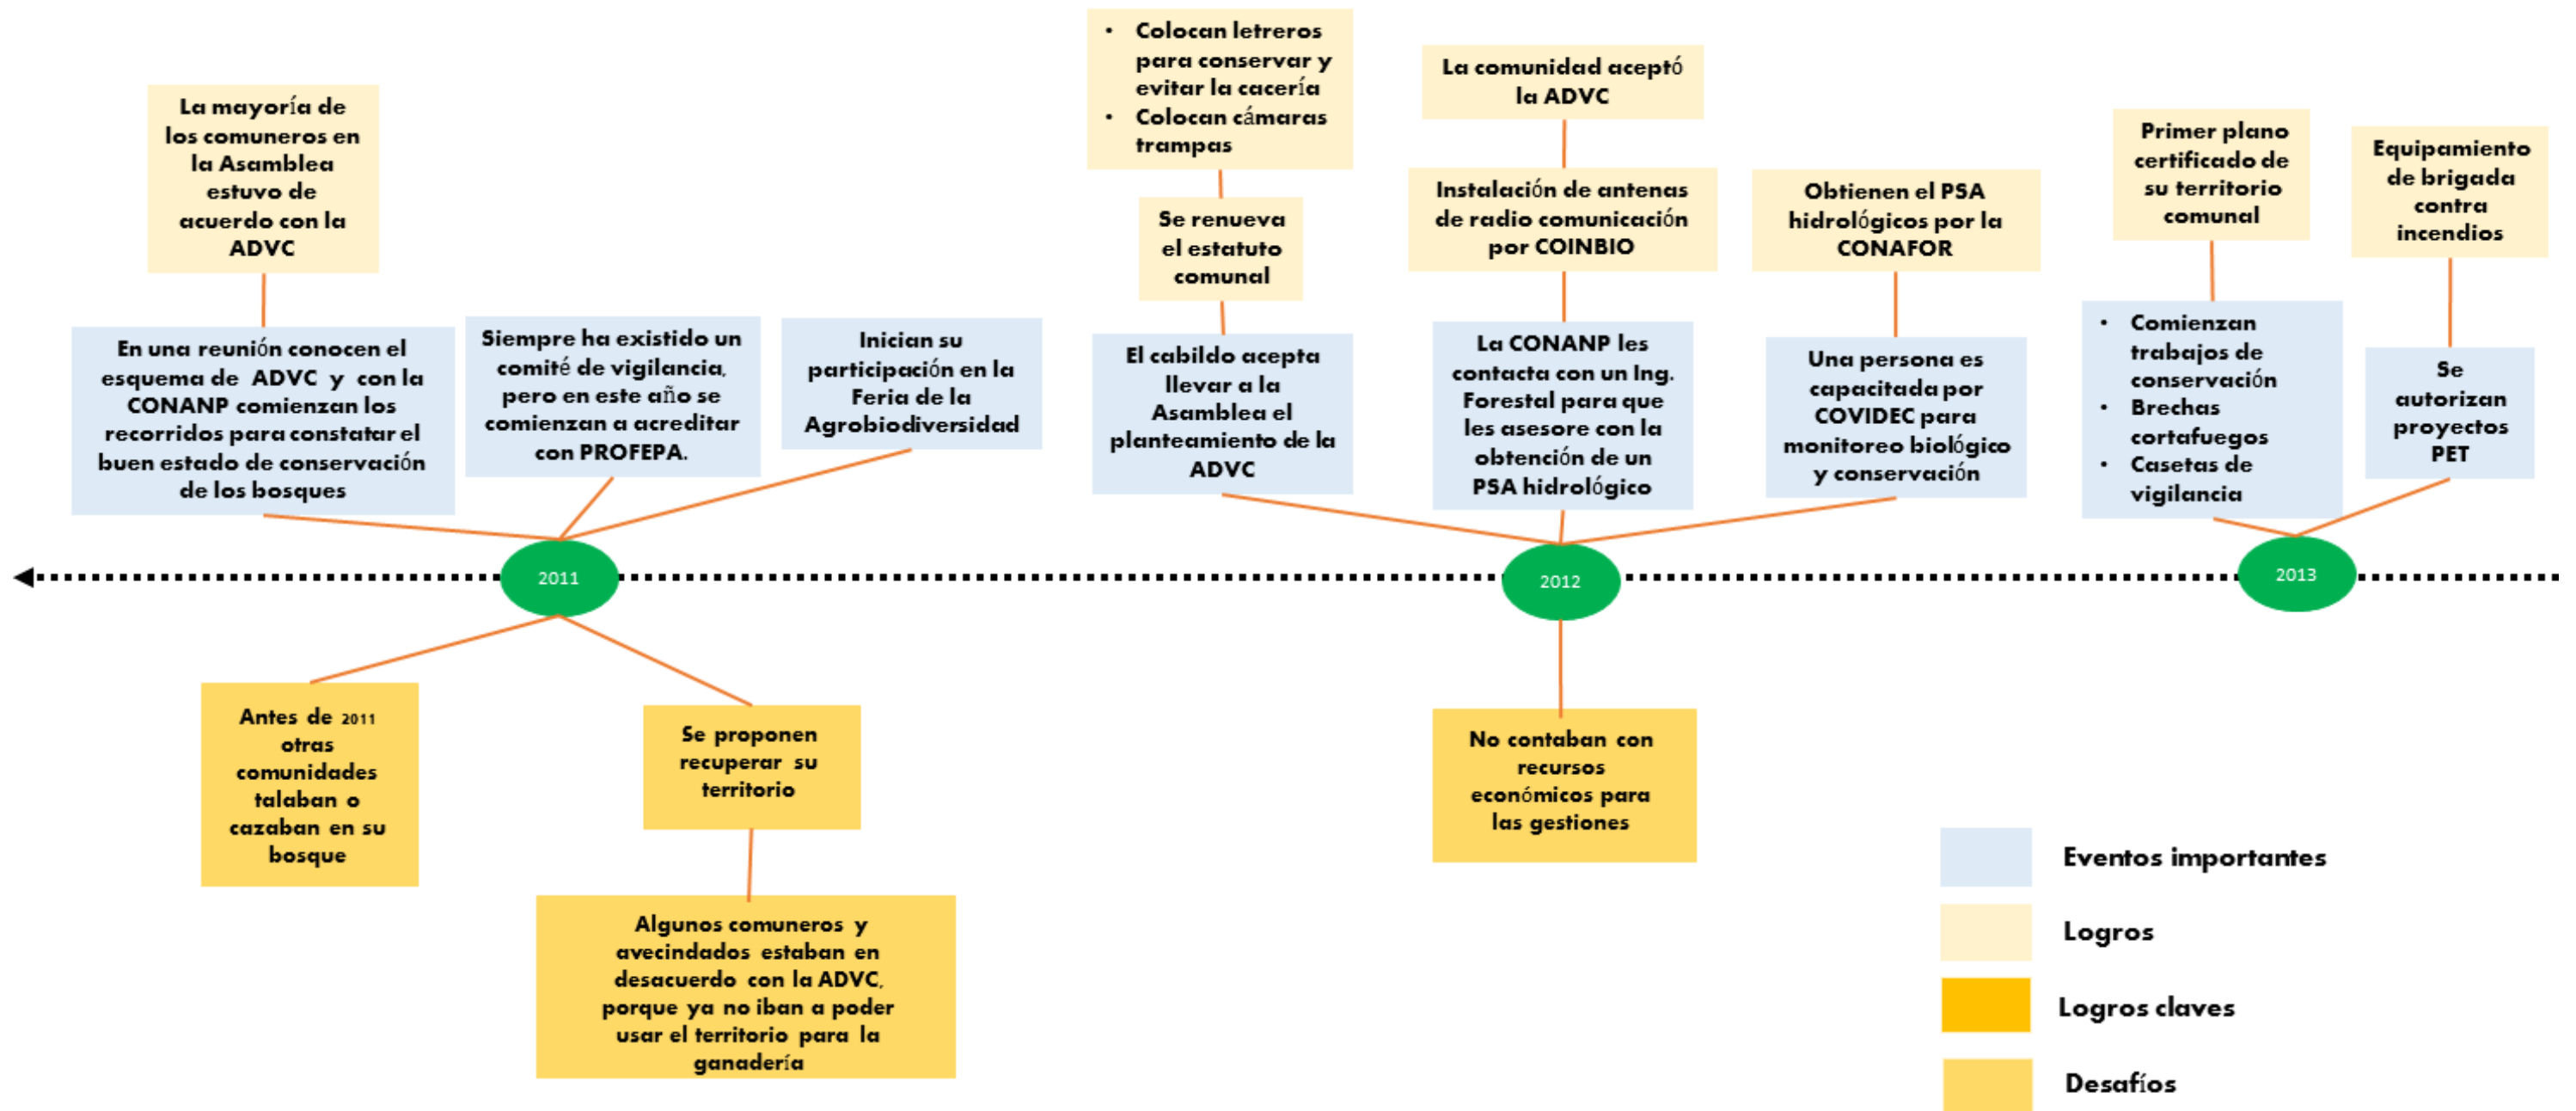 La mayoría de
los comuneros en
la Asamblea
estuvo de
acuerdo con la
ADVC
En una reunión conocen el
esquema de ADVC y con la
CONANP comienzan los
recorridos para constatar el
buen estado de conservación
de los bosques
Siempre ha existido un
comité de vigilancia,
pero en este año se
comienzan a acreditar
con PROFEPA.
Inician su
participación en la
Feria de la
Agrobiodiversidad
• Colocan letreros
para conservar y
evitar la cacería
• Colocan cámaras
trampas
Se renueva
el estatuto
comunal
El cabildo acepta
llevar a la
Asamblea el
planteamiento de la
ADVC
La comunidad aceptó
la ADVC
Instalación de antenas
de radio comunicación
por COINBIO
La CONANP les
contacta con un Ing.
Forestal para que
les asesore con la
obtención de un
PSA hidrológico
Obtienen el PSA
hidrológicos por la
CONAFOR
Una persona es
capacitada por
COVIDEC para
monitoreo biológico
y conservación
Primer plano
certificado de
su territorio
comunal
• Comienzan
trabajos de
conservación
• Brechas
cortafuegos
• Casetas de
vigilancia
Equipamiento
de brigada
contra
incendios
Se
autorizan
proyectos
PET
2011
2012
2013
Antes de 2011
otras
comunidades
talaban o
cazaban en su
bosque
Se proponen
recuperar su
territorio
Algunos comuneros y
avecindados estaban en
desacuerdo con la ADVC,
porque ya no iban a poder
usar el territorio para la
ganadería
No contaban con
recursos
económicos para
las gestiones
Eventos importantes
Logros
Logros claves
Desafíos